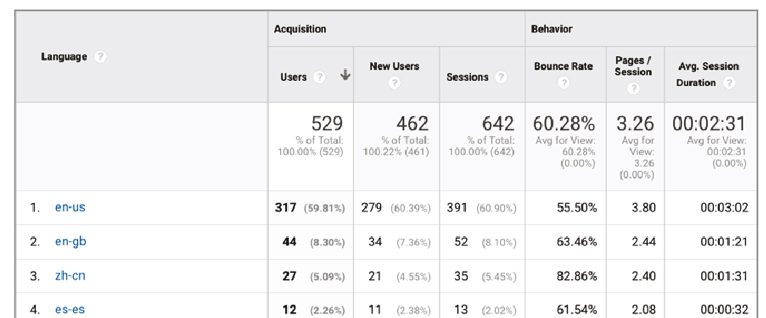 Acquisition Behavior
Language ? Users ? New Users ? Sessions ? Bounce Rate ? Pages / Session ? Avg. Session Duration ?
529 462 642 60.28% 3.26 00:02:31
% of Total: 100.00% (529) % of Total: 100.22% (461) % of Total: 100.00% (642) Avg for View: 60.28% (0.00%) Avg for View: 3.26 (0.00%) Avg for View: 00:02:31 (0.00%)
1. en-us 317 (59.81%) 279 (60.39%) 391 (60.90%) 55.50% 3.80 00:03:02
2. en-gb 44 (8.30%) 34 (7.36%) 52 (8.10%) 63.46% 2.44 00:01:21
3. zh-cn 27 (5.09%) 21 (4.55%) 35 (5.45%) 82.86% 2.40 00:01:31
4. es-es 12 (2.26%) 11 (2.38%) 13 (2.02%) 61.54% 2.08 00:00:32